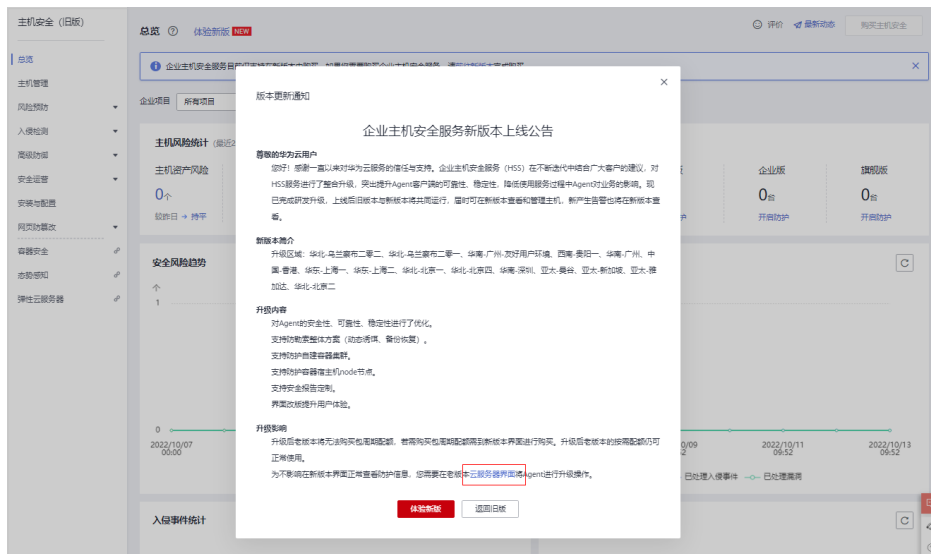 主机安全（旧版）
总览
体验新版 NEW
评价
最新动态
购买主机安全
总览
主机管理
风险预防
入侵检测
高级防御
安全运营
安装与配置
网页防篡改
容器安全
态势感知
弹性云服务器
企业项目 所有项目
主机风险统计
主机资产风险
0个
较昨日 → 持平
企业版
0台
开启防护
旗舰版
0台
开启防护
安全风险趋势
个
1
0
2022/10/07
00:00
2022/10/11
09:52
2022/10/13
09:52
已处理入侵事件
已处理漏洞
入侵事件统计
版本更新通知
企业主机安全服务新版本上线公告
尊敬的华为云用户
您好！感谢一直以来对华为云服务的信任与支持。企业主机安全服务（HSS）在不断迭代中结合广大客户的建议，对
HSS服务进行了整合升级，突出提升Agent客户端的可靠性、稳定性，降低使用服务过程中Agent对业务的影响。现
已完成研发升级，上线后旧版本与新版本将共同运行，届时可在新版本查看和管理主机，新产生告警也将在新版本查
看。
新版本简介
升级区域：华北-乌兰察布二零二、华北-乌兰察布二零一、华南-广州-友好用户环境、西南-贵阳一、华南-广州、中
国-香港、华东-上海一、华东-上海二、华北-北京一、华北-北京四、华南-深圳、亚太-曼谷、亚太-新加坡、亚太-雅
加达、华北-北京二
升级内容
对Agent的安全性、可靠性、稳定性进行了优化。
支持防勒索整体方案（动态诱饵、备份恢复）。
支持防护自建容器集群。
支持防护容器宿主机node节点。
支持安全报告定制。
界面改版提升用户体验。
升级影响
升级后老版本将无法购买包周期配额，若需购买包周期配额需到新版本界面进行购买。升级后老版本的按需配额仍可
正常使用。
为不影响在新版本界面正常查看防护信息，您需要在老版本云服务器界面将Agent进行升级操作。
体验新版
返回旧版